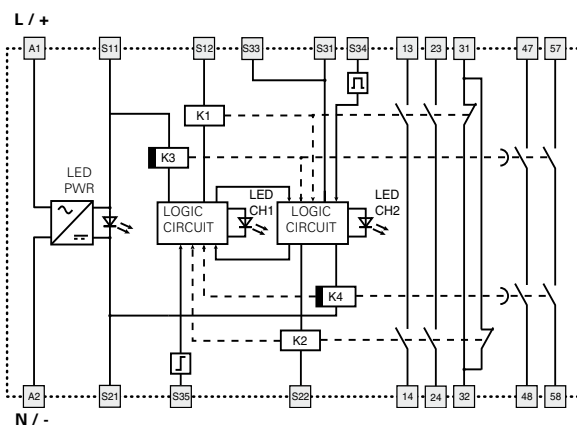 L / +
A1 S11 S12 S33 S31 S34 13 23 31 47 57
K1
K3
LED
PWR
LED
CH1
LED
CH2
LOGIC
CIRCUIT
LOGIC
CIRCUIT
K4
K2
A2 S21 S35 S22 14 24 32 48 58
N / -